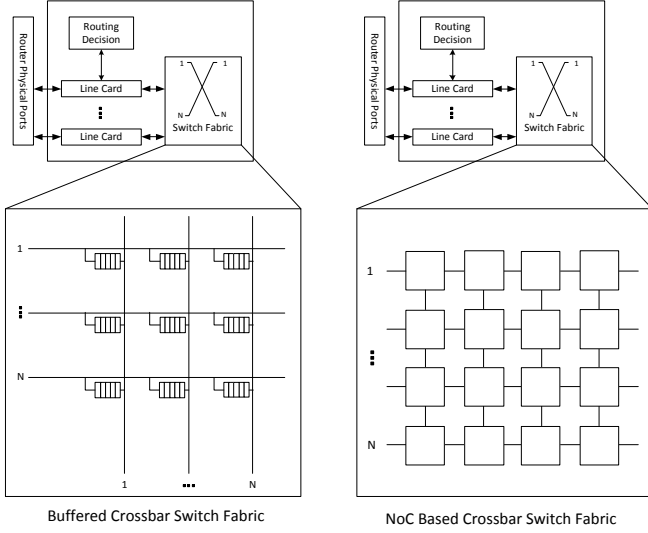 Router Physical Ports
Routing
Decision
Line Card
Line Card
1 1
N N
Switch Fabric
1
N
1 N
Buffered Crossbar Switch Fabric
Router Physical Ports
Routing
Decision
Line Card
Line Card
1 1
N N
Switch Fabric
1
N
NoC Based Crossbar Switch Fabric